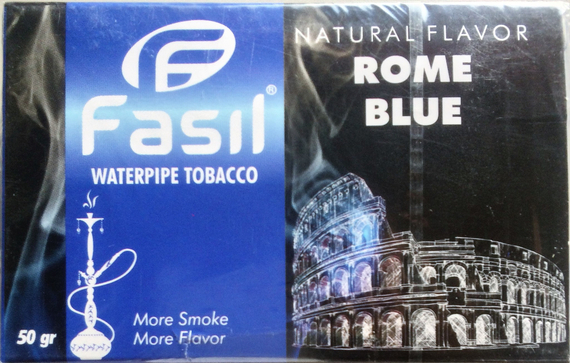 Fasil®
WATERPIPE TOBACCO
More Smoke
More Flavor
50 gr
NATURAL FLAVOR
ROME
BLUE